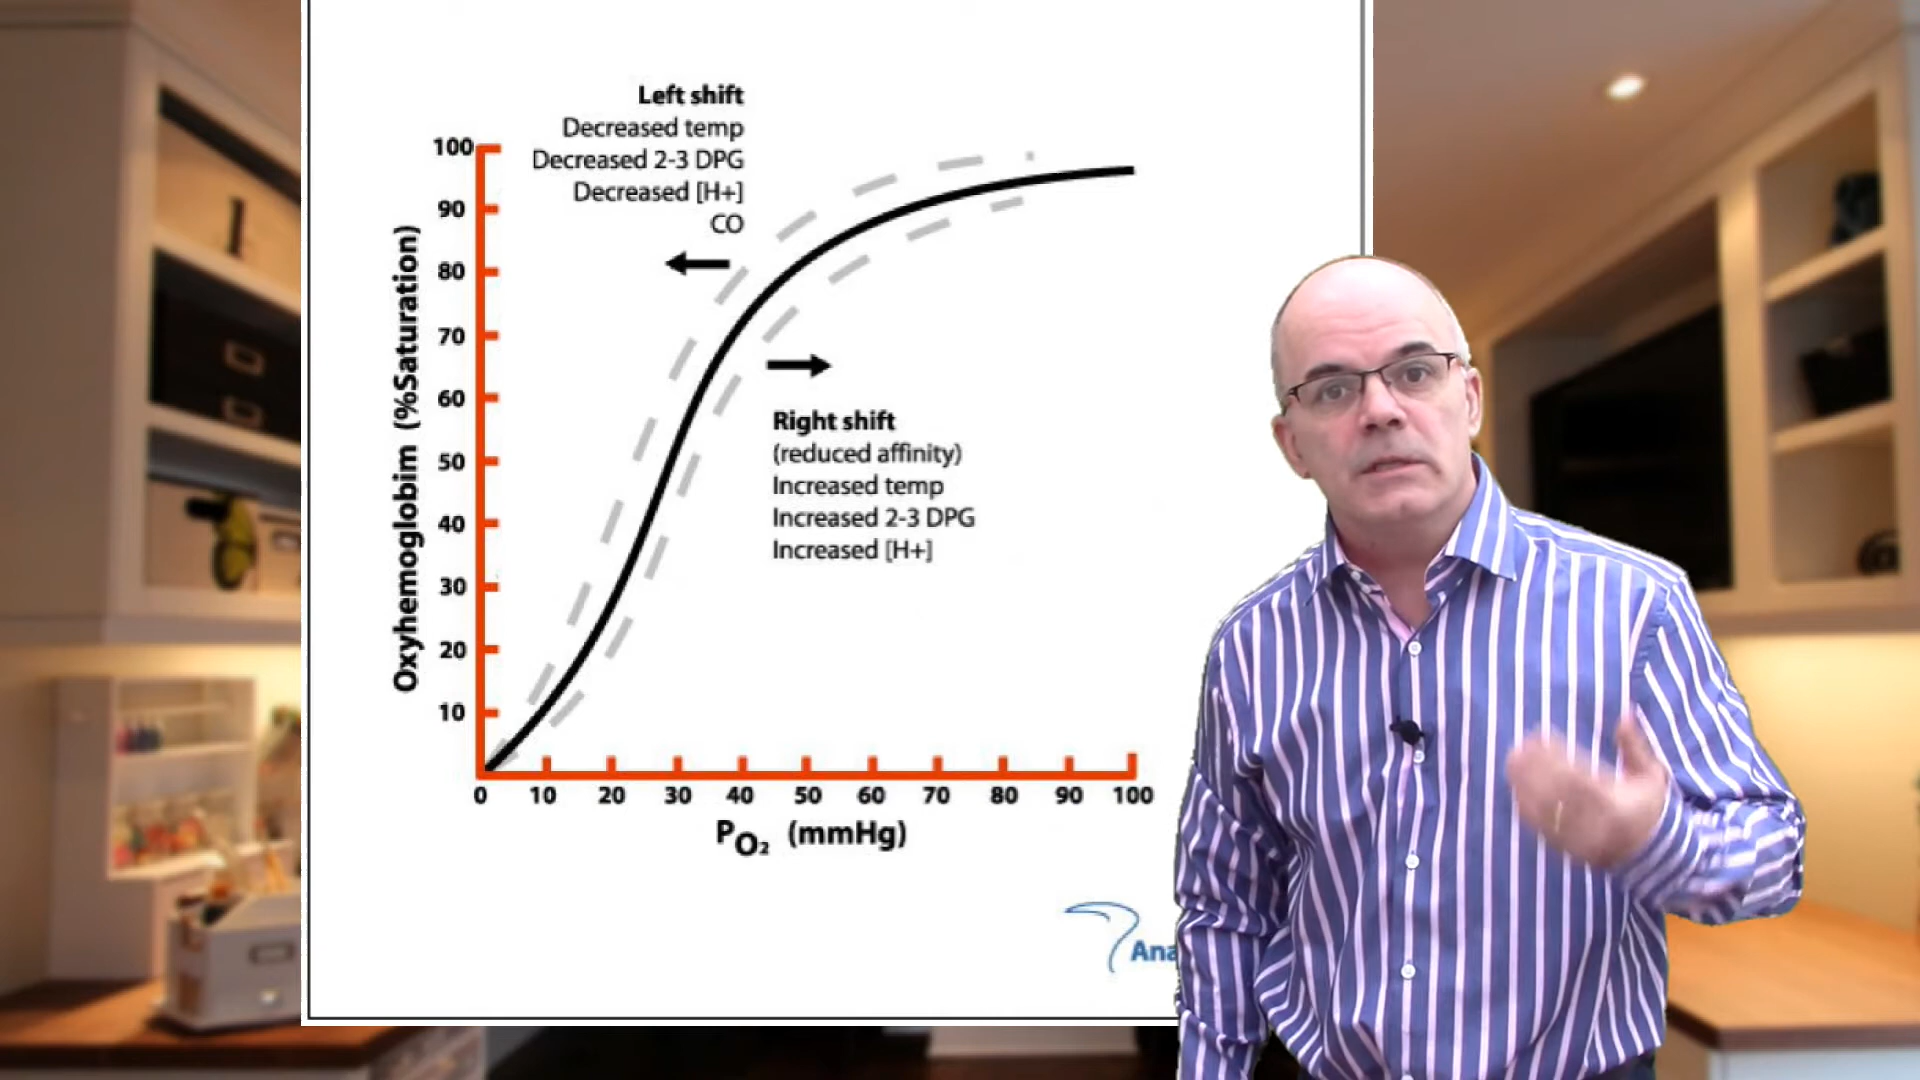 Left shift
Decreased temp
Decreased 2-3 DPG
Decreased [H+]
CO
100
90
80
70
60
50
40
30
20
10
Oxyhemoglobim (%Saturation)
Right shift
(reduced affinity)
Increased temp
Increased 2-3 DPG
Increased [H+]
0 10 20 30 40 50 60 70 80 90 100
PO2 (mmHg)
Ana